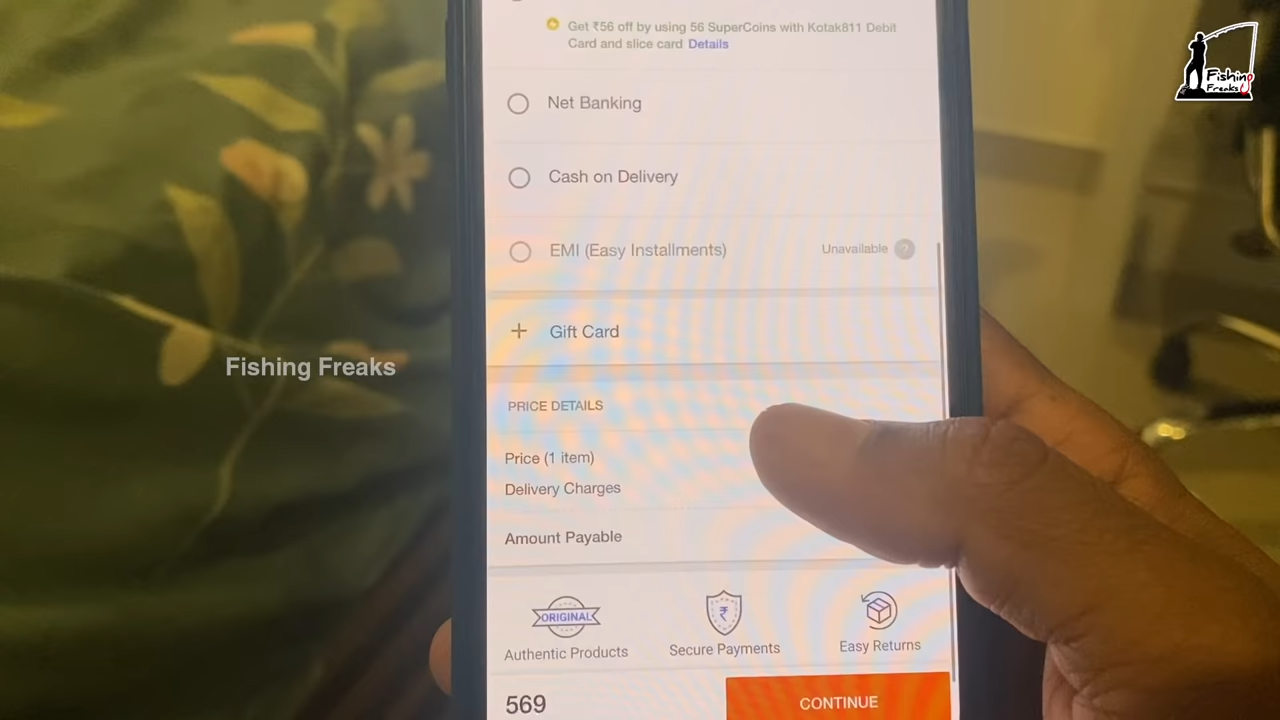 Get ₹56 off by using 56 SuperCoins with Kotak811 Debit
Card and slice card Details
Net Banking
Cash on Delivery
EMI (Easy Installments) Unavailable ?
+ Gift Card
PRICE DETAILS
Price (1 item)
Delivery Charges
Amount Payable
ORIGINAL
₹
Authentic Products Secure Payments Easy Returns
569 CONTINUE
Fishing Freaks
Fishing
Freaks